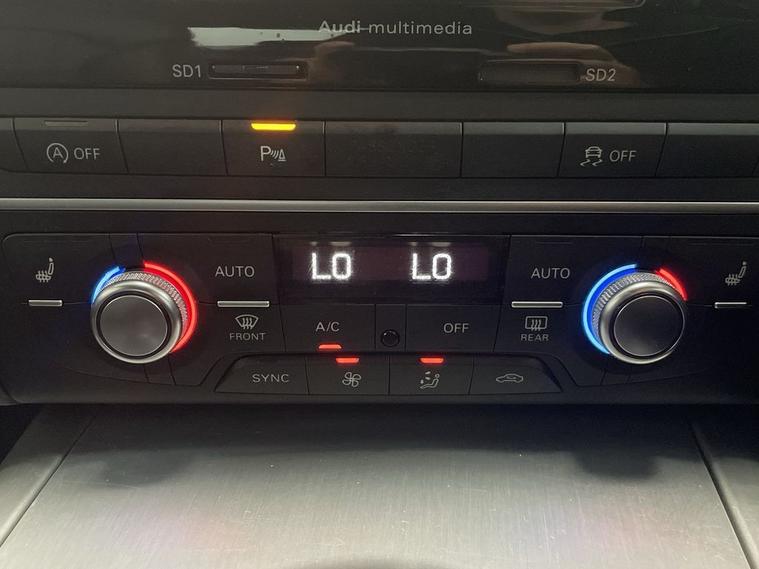 Audi multimedia
SD1
SD2
A OFF
P
OFF
AUTO
LO LO
AUTO
FRONT
A/C
OFF
REAR
SYNC